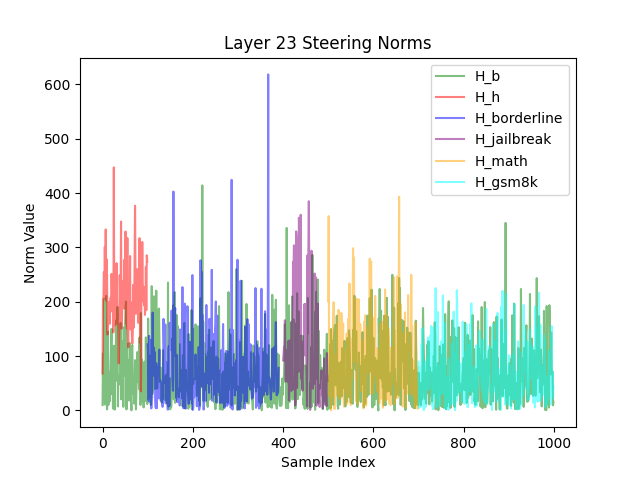 Layer 23 Steering Norms
H_b
H_h
H_borderline
H_jailbreak
H_math
H_gsm8k
600
500
400
300
200
100
0
Norm Value
0
200
400
600
800
1000
Sample Index